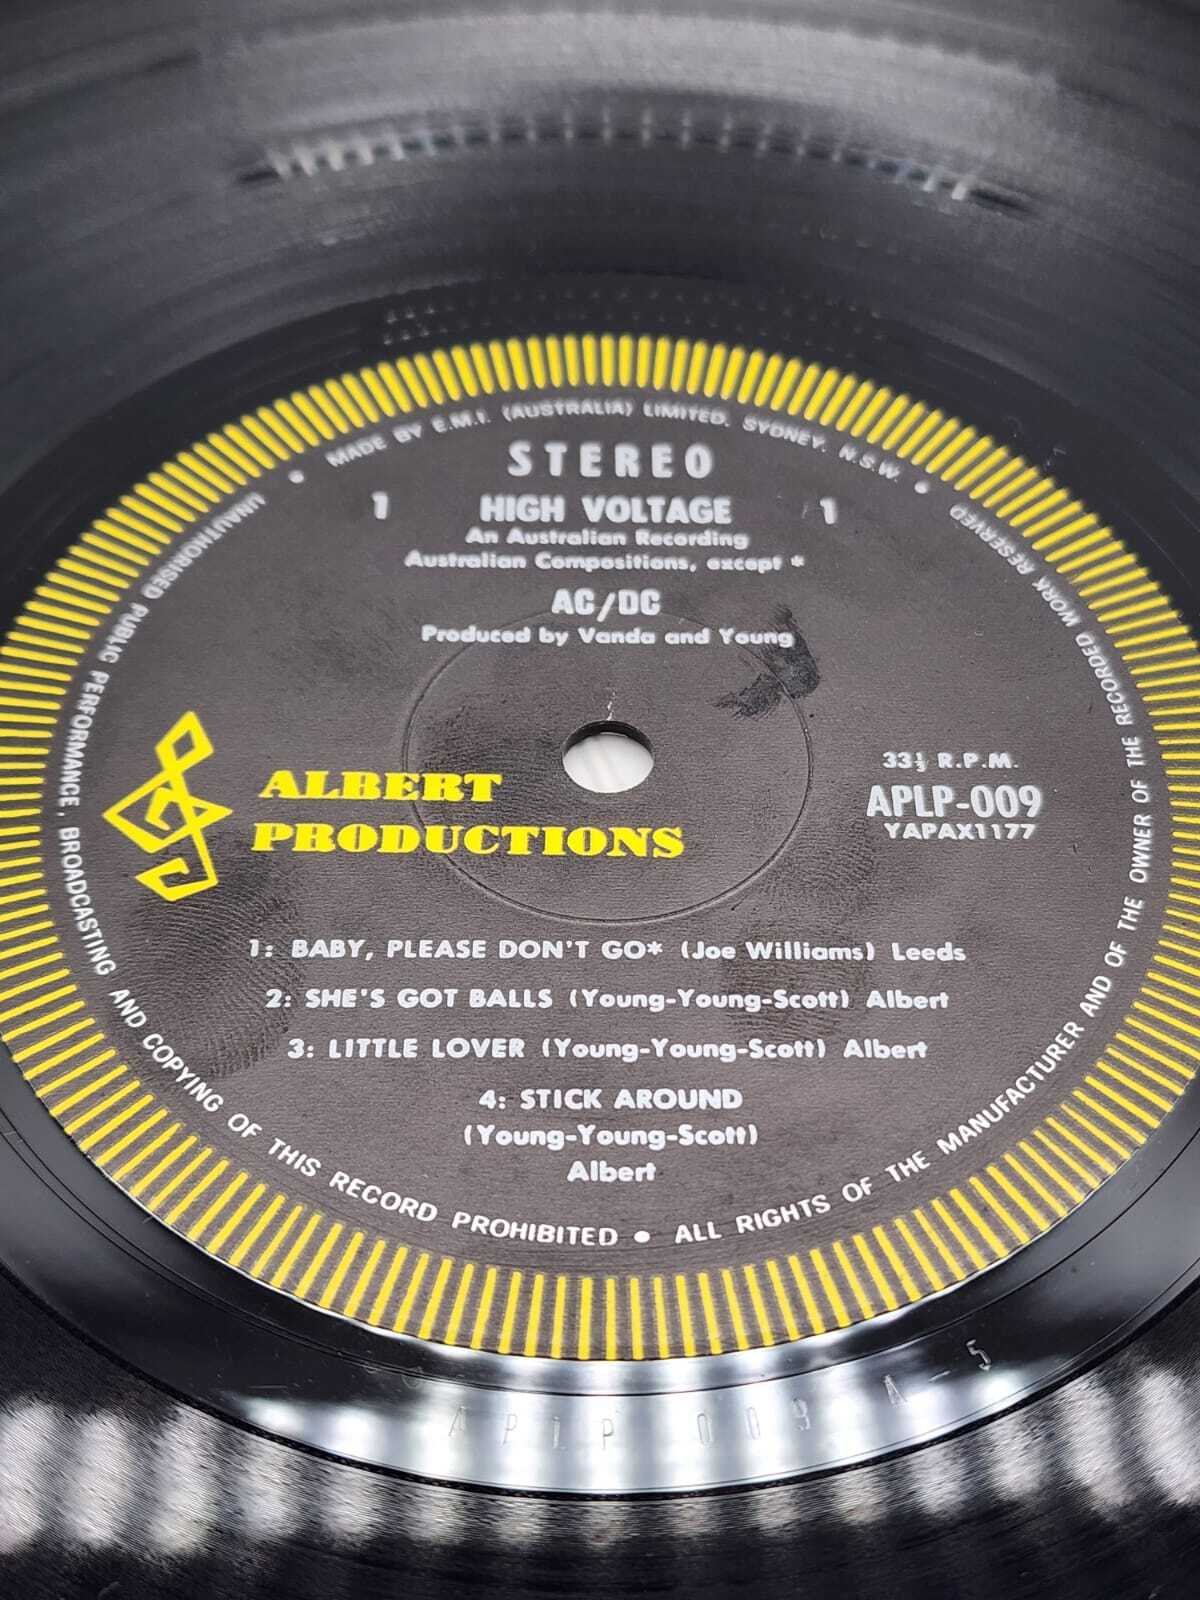 MADE BY E.M.I. (AUSTRALIA) LIMITED. SYDNEY. N.S.W. •
STEREO
1 HIGH VOLTAGE 1
An Australian Recording
Australian Compositions, except *
AC/DC
Produced by Vanda and Young
ALBERT
PRODUCTIONS
33⅓ R.P.M.
APLP-009
YAPAX1177
1: BABY, PLEASE DON'T GO* (Joe Williams) Leeds
2: SHE'S GOT BALLS (Young-Young-Scott) Albert
3: LITTLE LOVER (Young-Young-Scott) Albert
4: STICK AROUND
(Young-Young-Scott)
Albert
UNAUTHORISED PUBLIC PERFORMANCE, BROADCASTING AND COPYING OF THIS RECORD PROHIBITED • ALL RIGHTS OF THE MANUFACTURER AND OF THE OWNER OF THE RECORDED WORK RESERVED
APLP 009 A-5